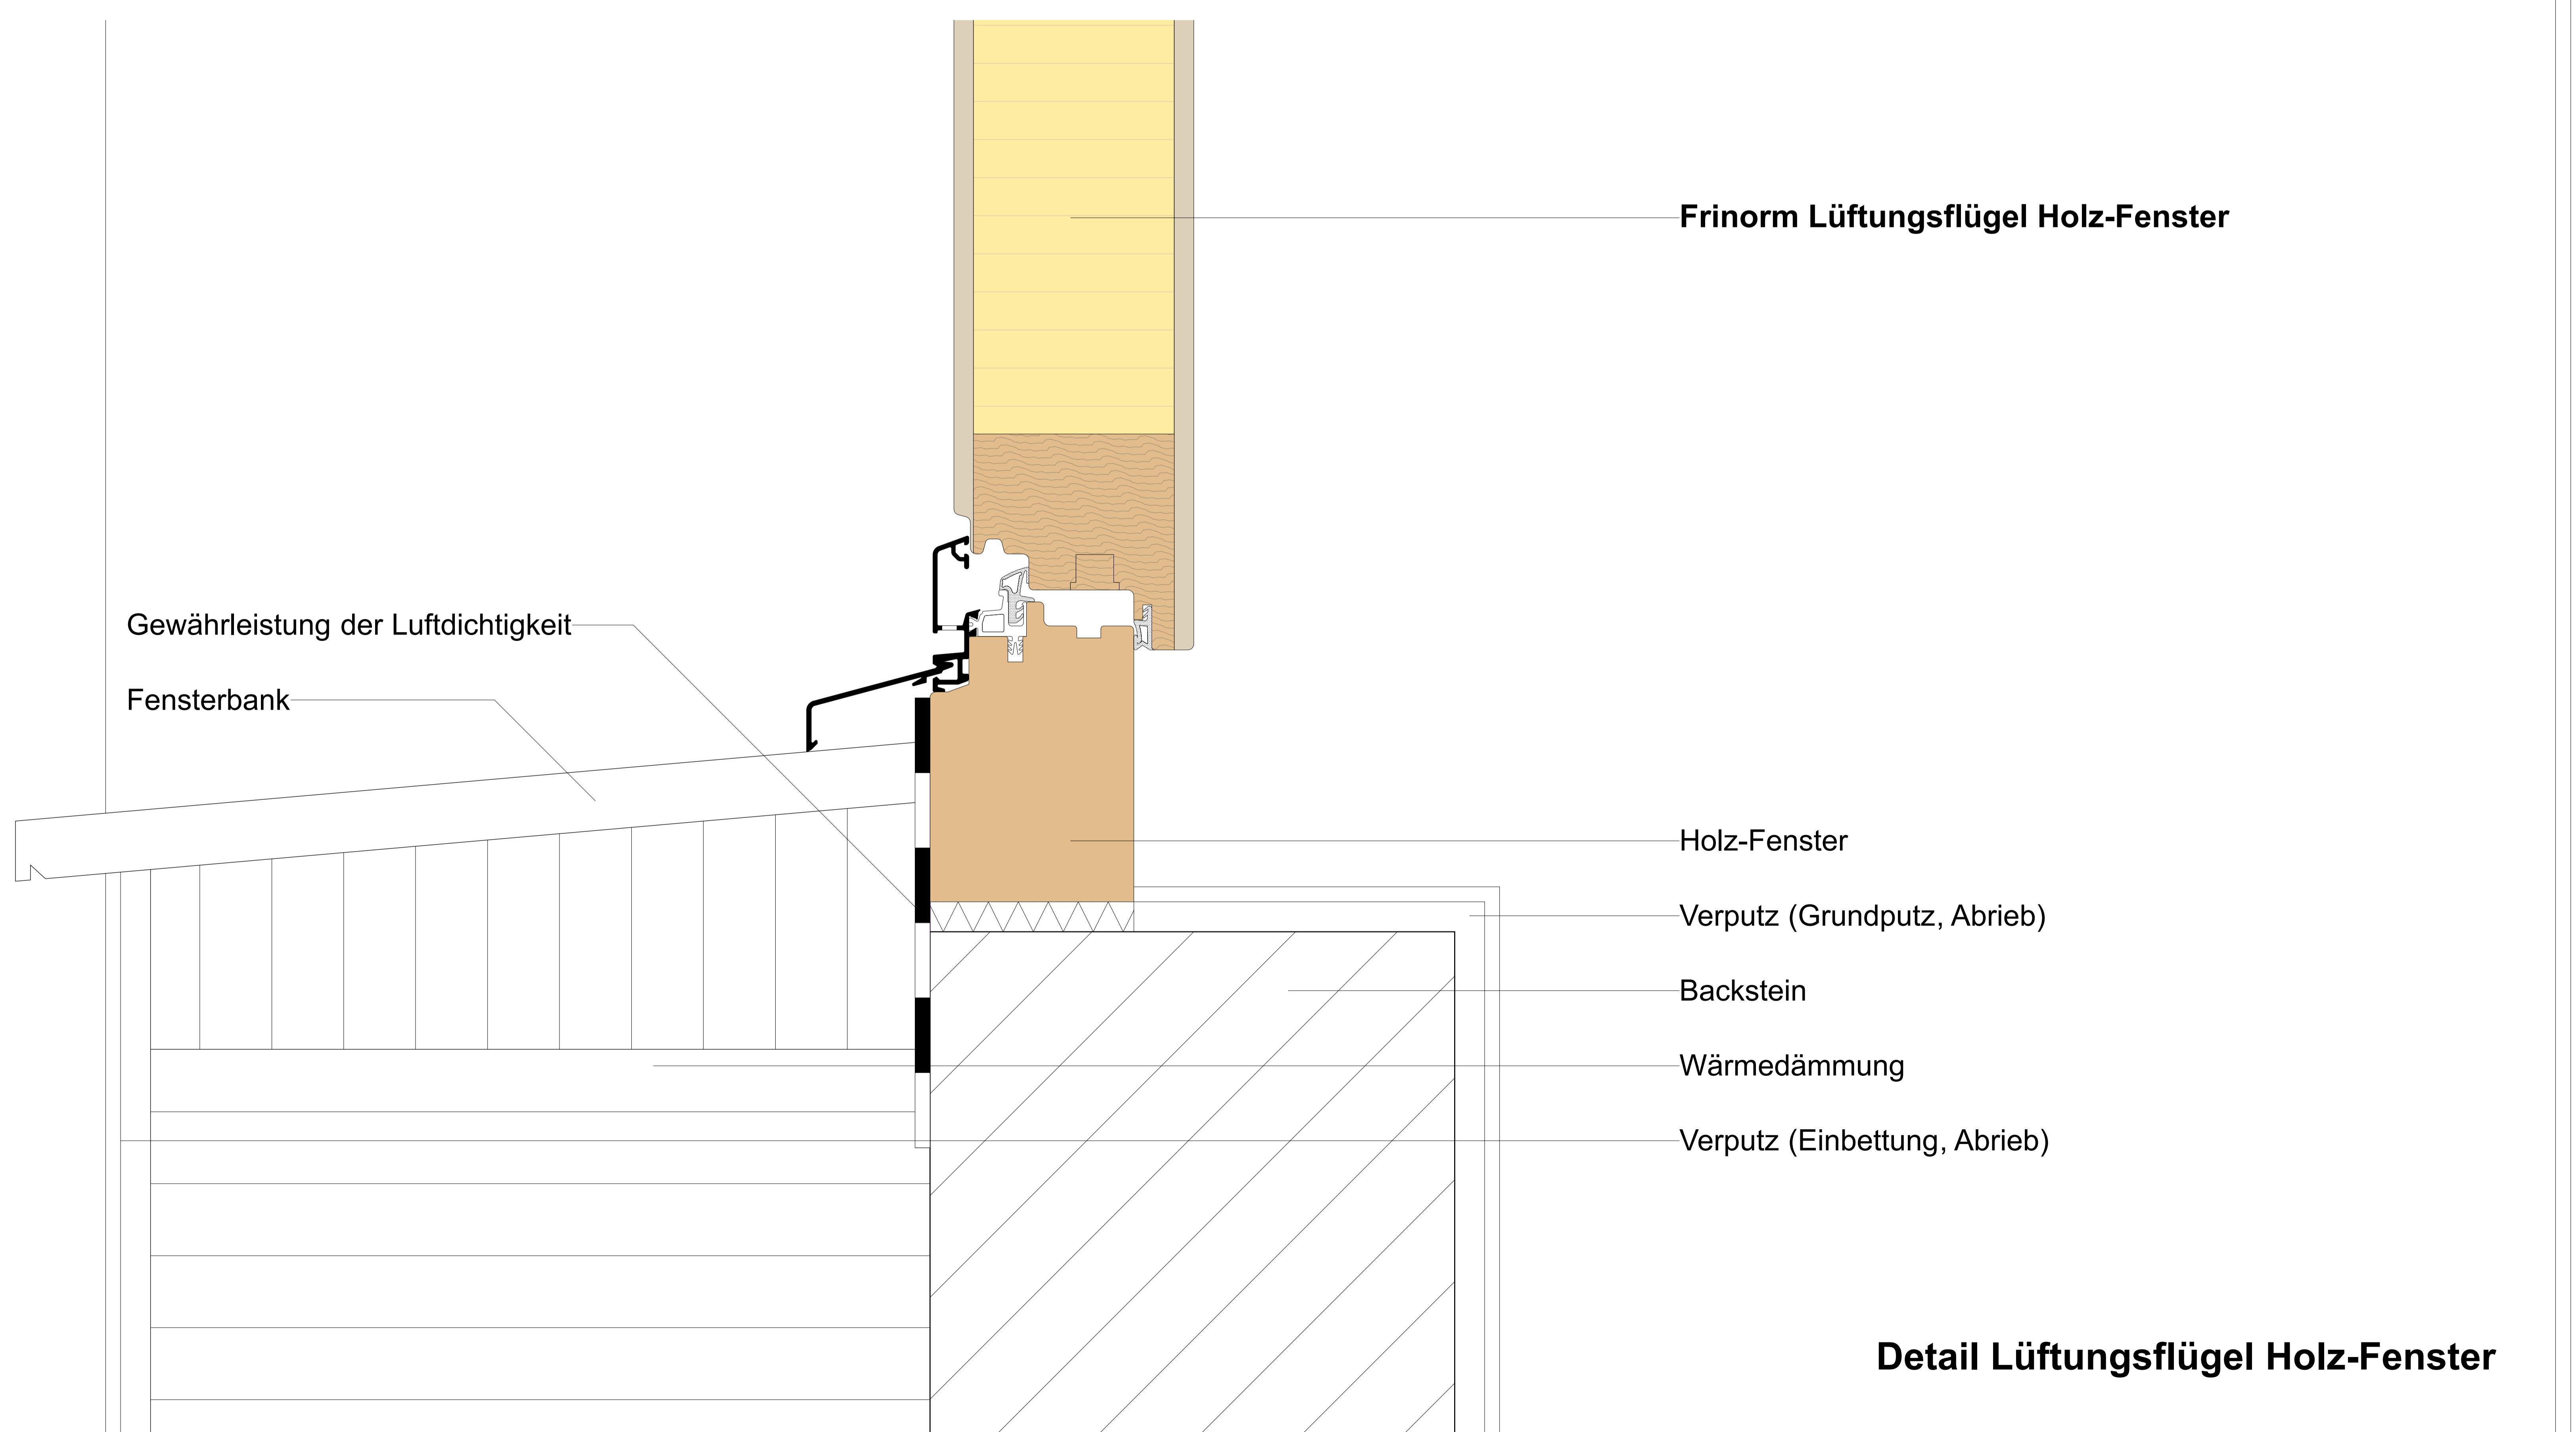 Frinorm Lüftungsflügel Holz-Fenster
Gewährleistung der Luftdichtigkeit
Fensterbank
Holz-Fenster
Verputz (Grundputz, Abrieb)
Backstein
Wärmedämmung
Verputz (Einbettung, Abrieb)
Detail Lüftungsflügel Holz-Fenster